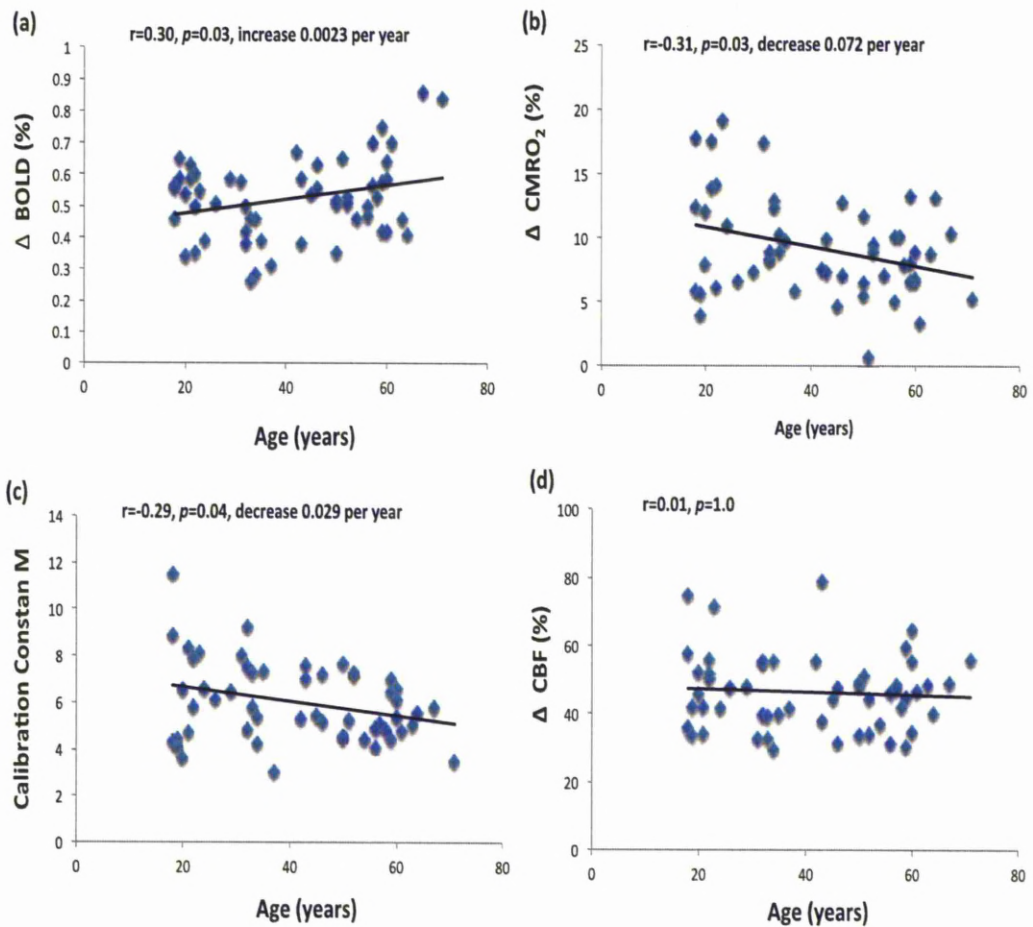 (a)
r=0.30, p=0.03, increase 0.0023 per year
1
0.9
0.8
0.7
0.6
0.5
0.4
0.3
0.2
0.1
0
Δ BOLD (%)
0 20 40 60 80
Age (years)
(b)
r=-0.31, p=0.03, decrease 0.072 per year
25
20
15
10
5
0
Δ CMRO₂ (%)
0 20 40 60 80
Age (years)
(c)
r=-0.29, p=0.04, decrease 0.029 per year
14
12
10
8
6
4
2
0
Calibration Constan M
0 20 40 60 80
Age (years)
(d)
r=0.01, p=1.0
100
80
60
40
20
0
Δ CBF (%)
0 20 40 60 80
Age (years)